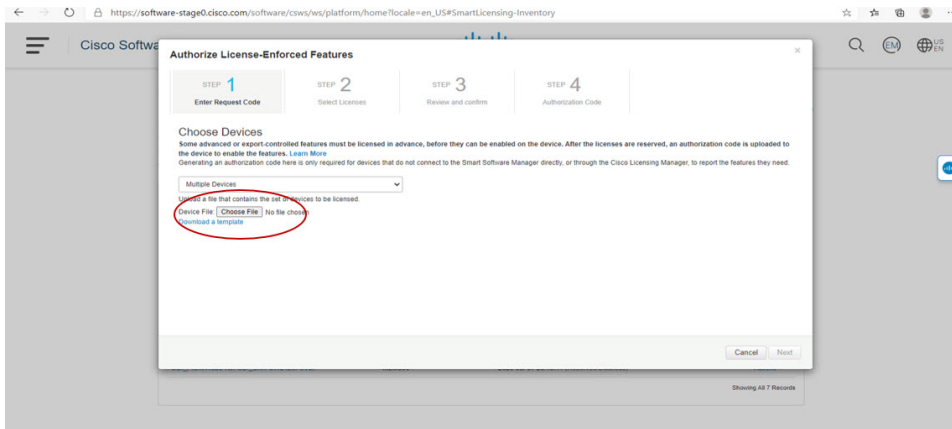 https://software-stage0.cisco.com/software/csws/ws/platform/home?locale=en_US#SmartLicensing-Inventory
Cisco Softwa
EM
US
EN
Authorize License-Enforced Features
×
STEP 1
Enter Request Code
STEP 2
Select Licenses
STEP 3
Review and confirm
STEP 4
Authorization Code
Choose Devices
Some advanced or export-controlled features must be licensed in advance, before they can be enabled on the device. After the licenses are reserved, an authorization code is uploaded to
the device to enable the features. Learn More
Generating an authorization code here is only required for devices that do not connect to the Smart Software Manager directly, or through the Cisco Licensing Manager, to report the features they need.
Multiple Devices
Upload a file that contains the set of devices to be licensed.
Device File: Choose File No file chosen
Download a template
Cancel
Next
Showing All 7 Records